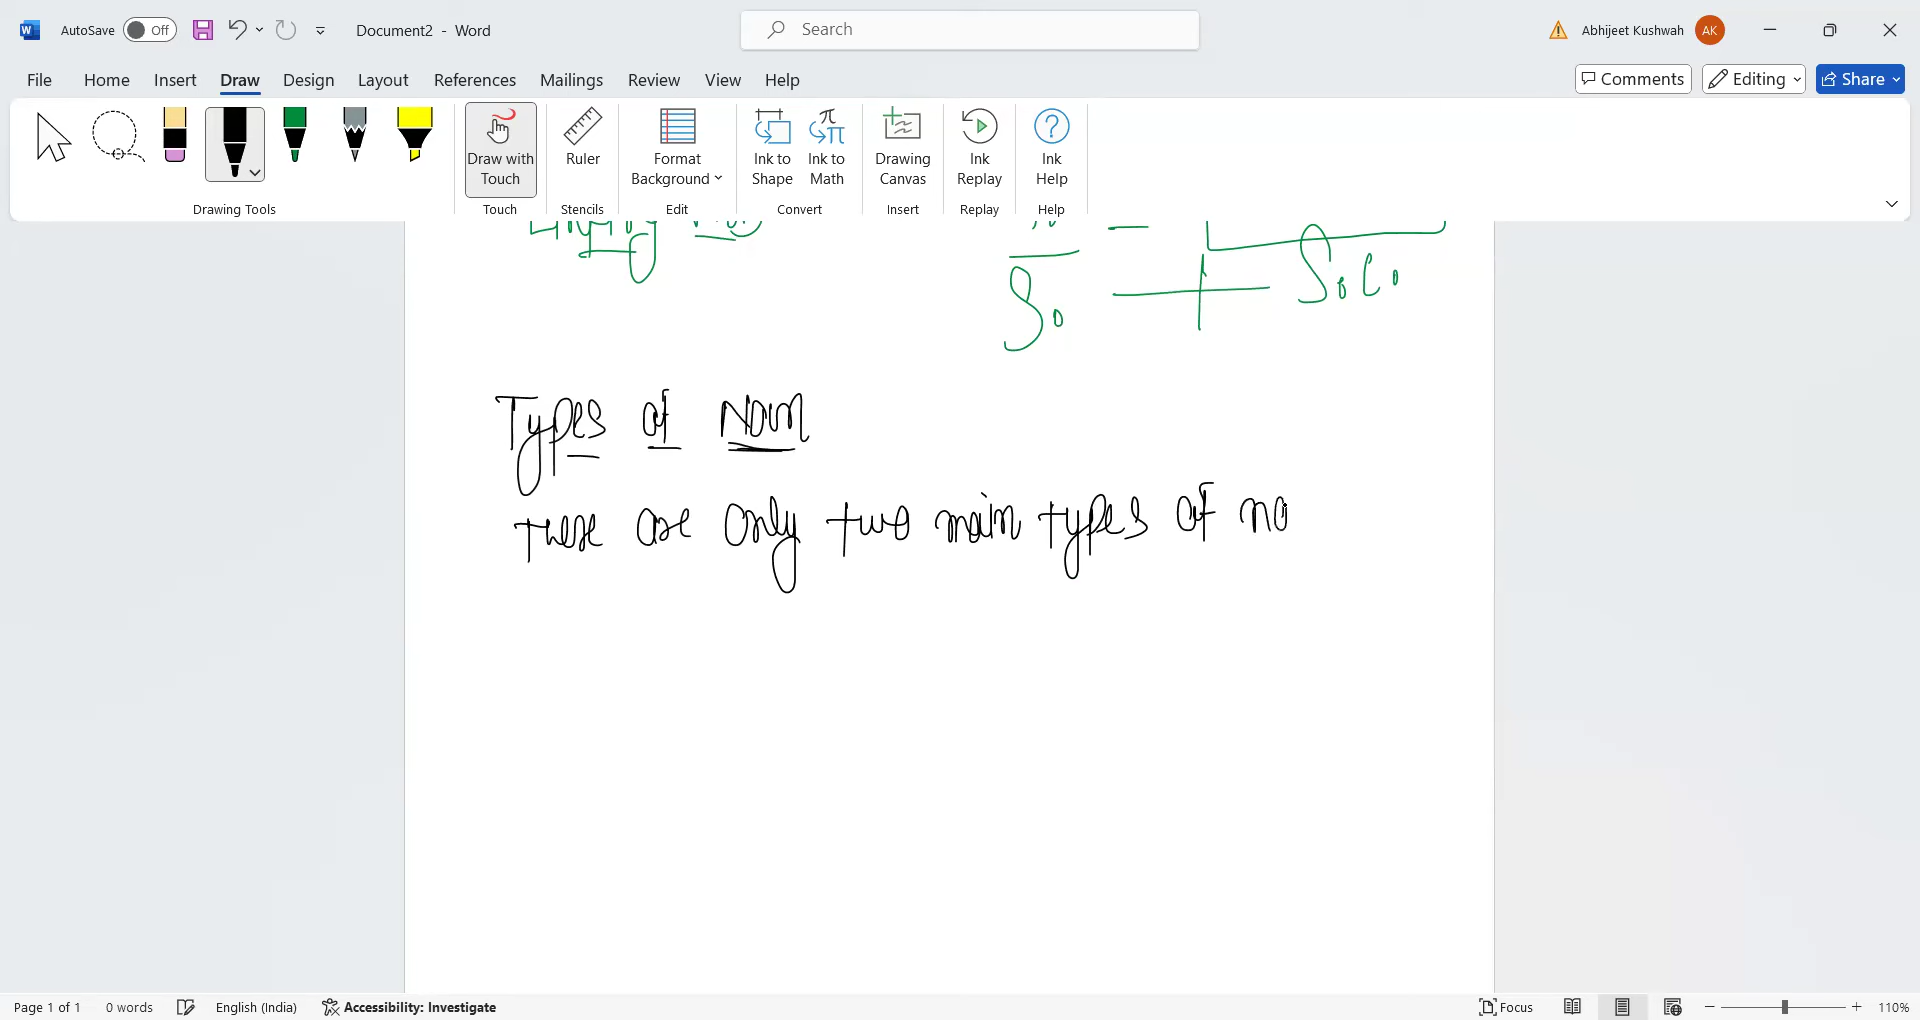 AutoSave Off Document2 - Word Search Abhijeet Kushwah AK
File Home Insert Draw Design Layout References Mailings Review View Help Comments Editing Share
Draw with Touch Ruler Format Background Ink to Shape Ink to Math Drawing Canvas Ink Replay Ink Help
Drawing Tools Touch Stencils Edit Convert Insert Replay Help
Types of Noun
there are only two main types of no
Page 1 of 1 0 words English (India) Accessibility: Investigate Focus 110%